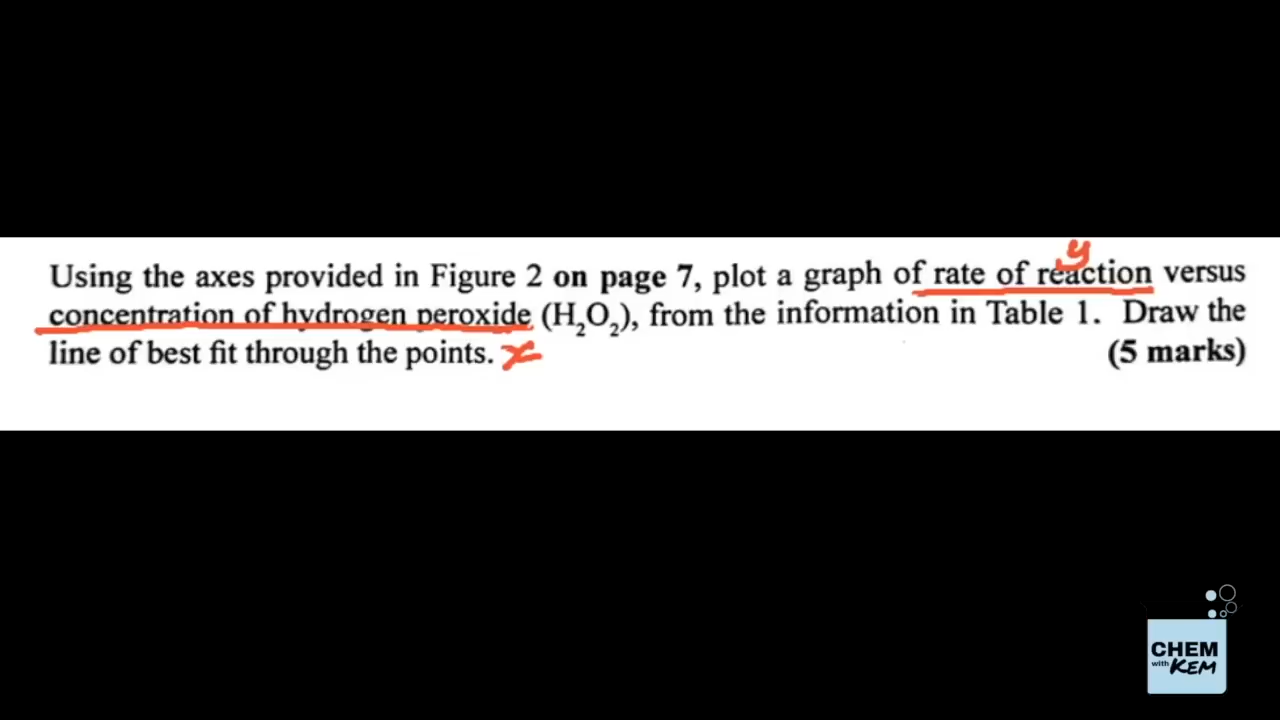 y
Using the axes provided in Figure 2 on page 7, plot a graph of rate of reaction versus
concentration of hydrogen peroxide (H₂O₂), from the information in Table 1. Draw the
line of best fit through the points. x
(5 marks)
CHEM
with KEM